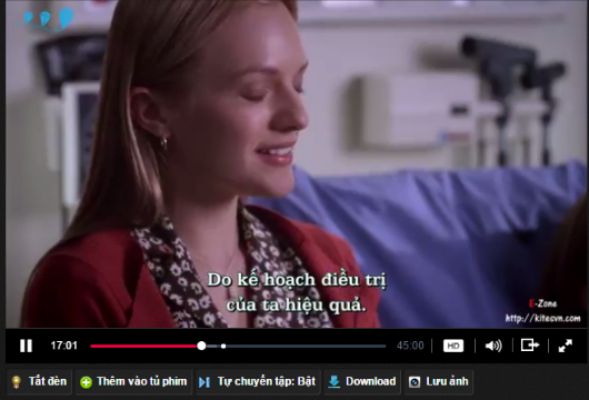 Do kế hoạch điều trị
của ta hiệu quả.
E-Zone
http://kitesvn.com
17:01
45:00
HD
Tắt đèn
Thêm vào tủ phim
Tự chuyển tập: Bật
Download
Lưu ảnh